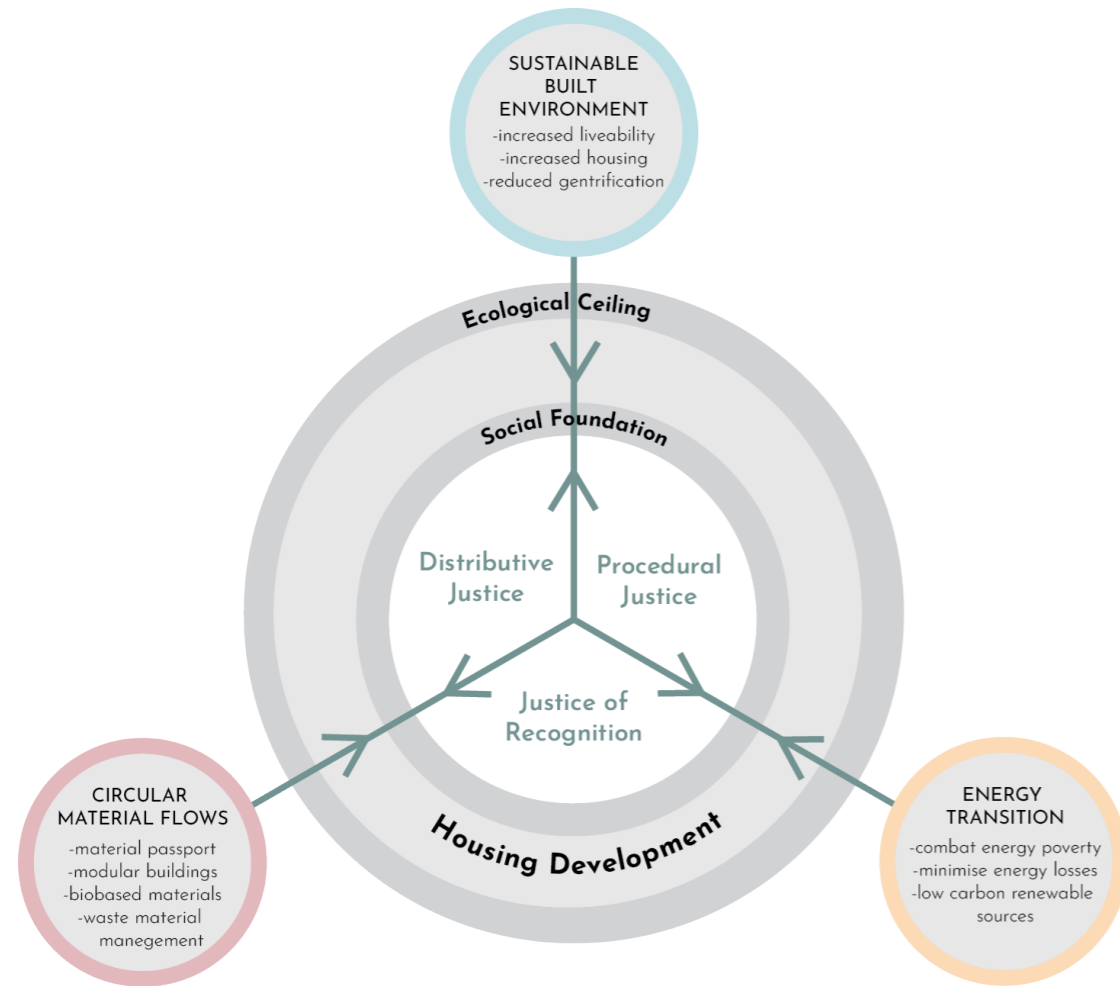 SUSTAINABLE
BUILT
ENVIRONMENT
-increased liveability
-increased housing
-reduced gentrification
Ecological Ceiling
Social Foundation
Distributive
Justice
Procedural
Justice
Justice of
Recognition
Housing Development
CIRCULAR
MATERIAL FLOWS
-material passport
-modular buildings
-biobased materials
-waste material
manegement
ENERGY
TRANSITION
-combat energy poverty
-minimise energy losses
-low carbon renewable
sources